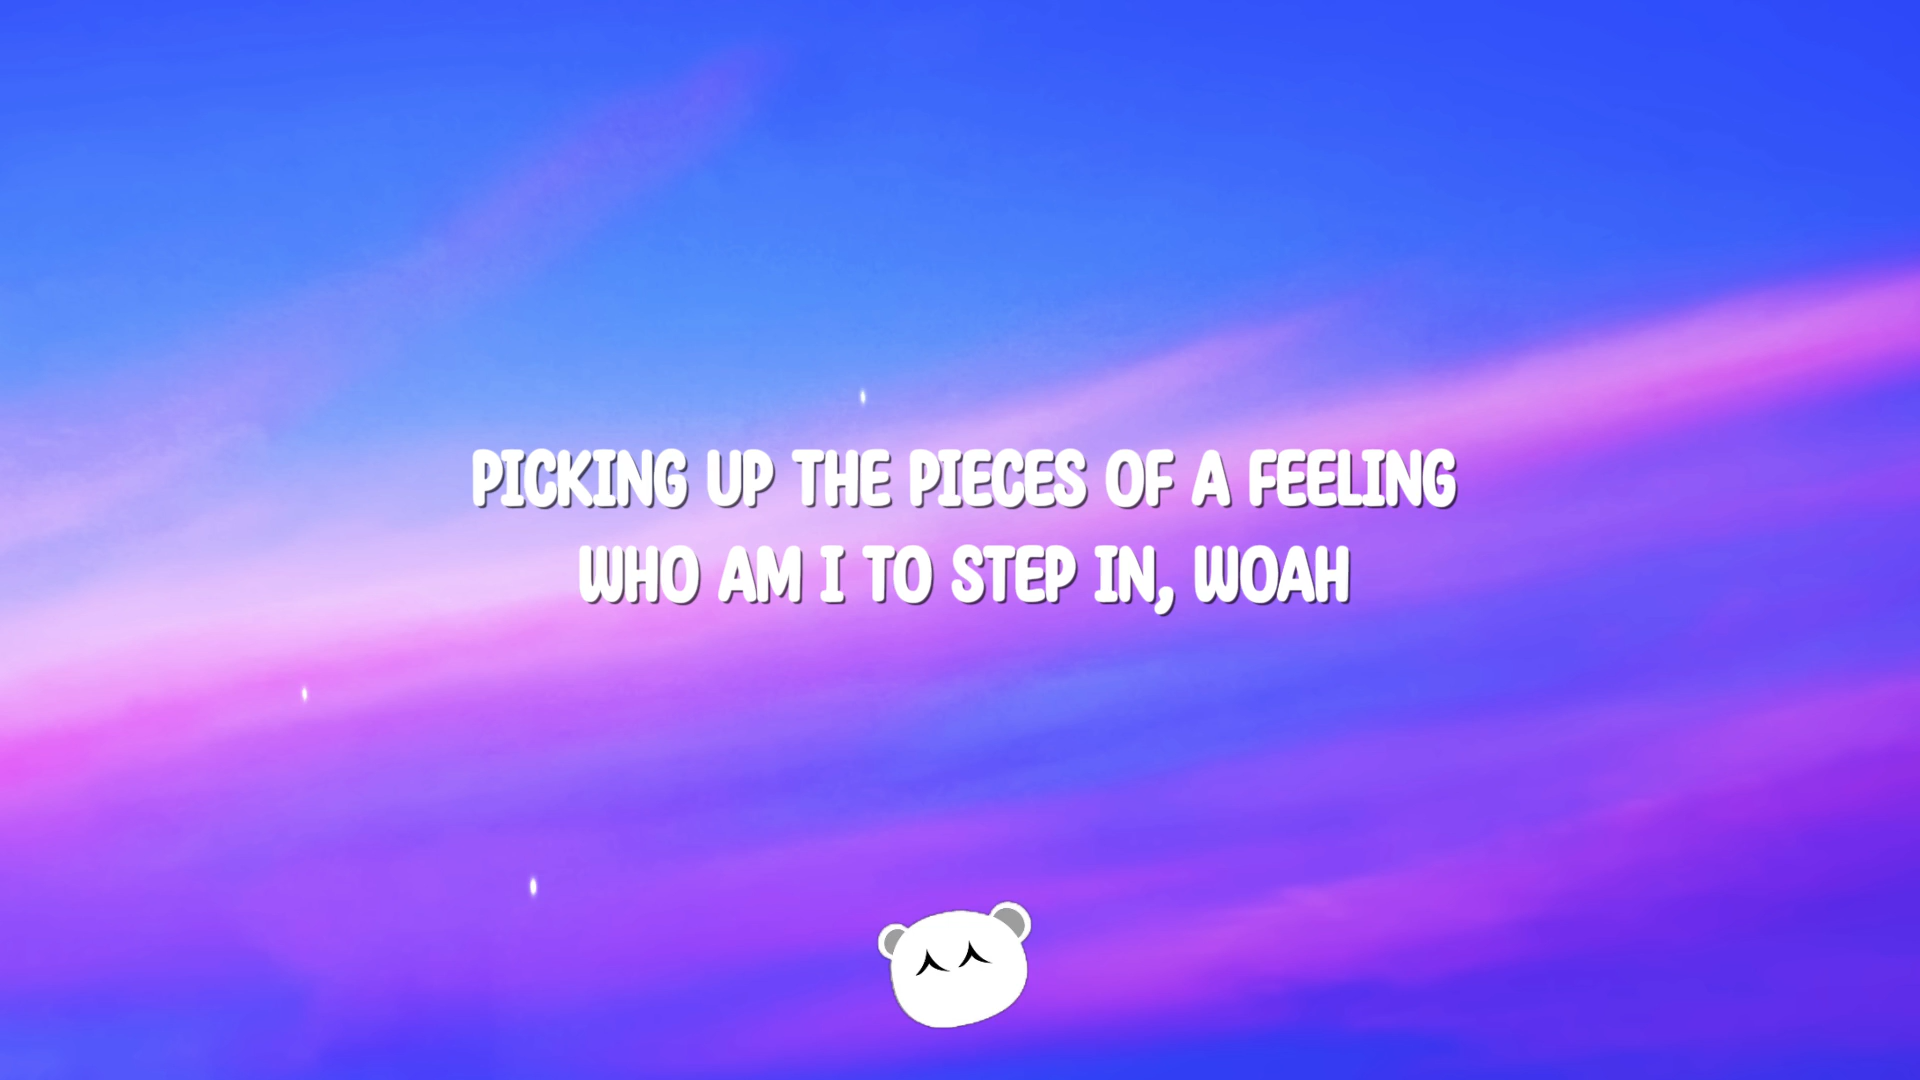 PICKING UP THE PIECES OF A FEELING
WHO AM I TO STEP IN, WOAH